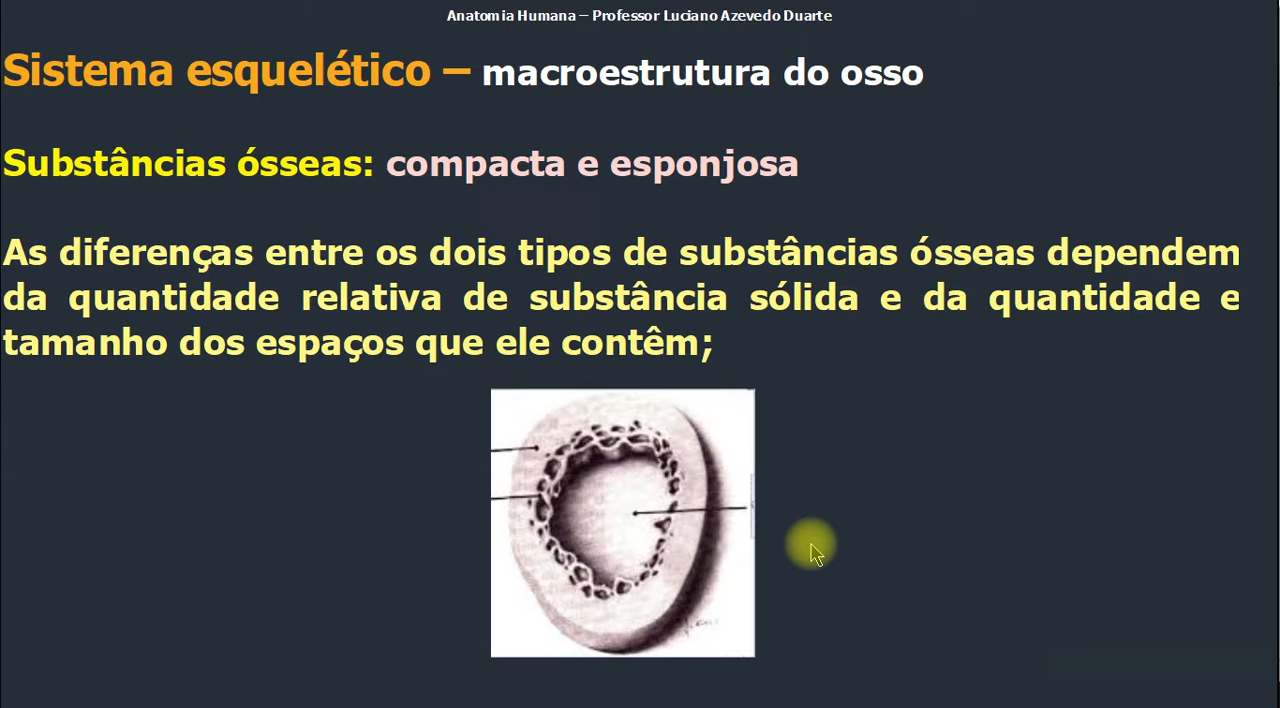 Anatomia Humana – Professor Luciano Azevedo Duarte
Sistema esquelético – macroestrutura do osso
Substâncias ósseas: compacta e esponjosa
As diferenças entre os dois tipos de substâncias ósseas dependem
da quantidade relativa de substância sólida e da quantidade e
tamanho dos espaços que ele contêm;